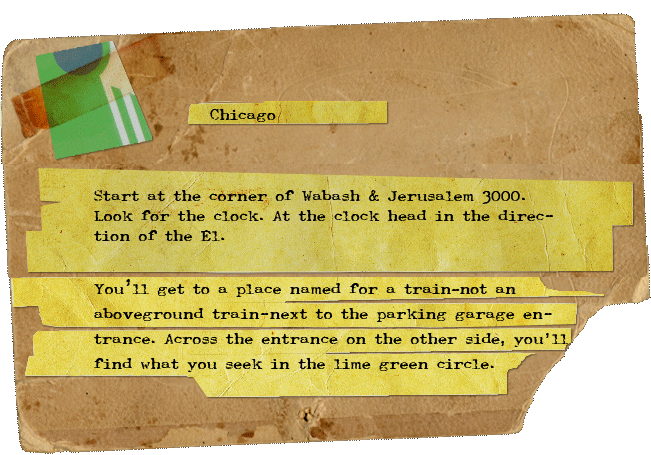 Chicago
Start at the corner of Wabash & Jerusalem 3000.
Look for the clock. At the clock head in the direc-
tion of the El.
You'll get to a place named for a train-not an
aboveground train-next to the parking garage en-
trance. Across the entrance on the other side, you'll
find what you seek in the lime green circle.